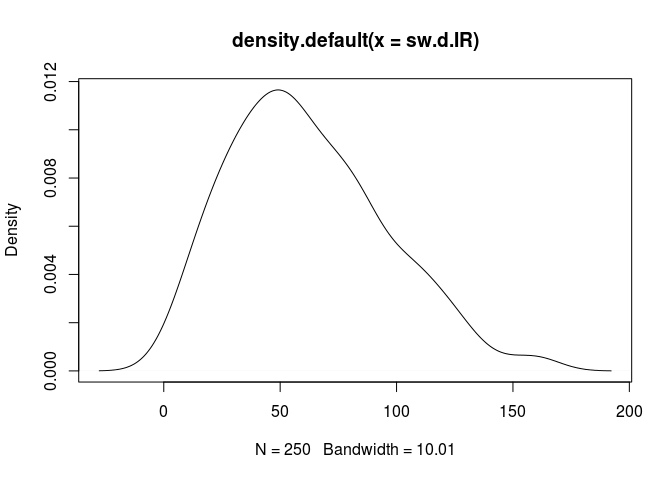 density.default(x = sw.d.IR)
Density
0.012
0.008
0.004
0.000
0 50 100 150 200
N = 250 Bandwidth = 10.01